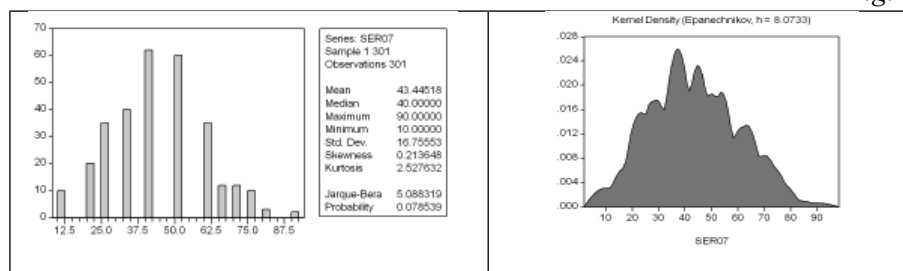 70
60
50
40
30
20
10
0
12.5 25.0 37.5 50.0 62.5 75.0 87.5
Series: SER07
Sample 1 301
Observations 301
Mean 43.44518
Median 40.00000
Maximum 90.00000
Minimum 10.00000
Std. Dev. 16.75553
Skewness 0.213648
Kurtosis 2.527632
Jarque-Bera 5.088319
Probability 0.078539
Kernel Density (Epanechnikov, h = 8.0733)
.028
.024
.020
.016
.012
.008
.004
.000
10 20 30 40 50 60 70 80 90
SER07